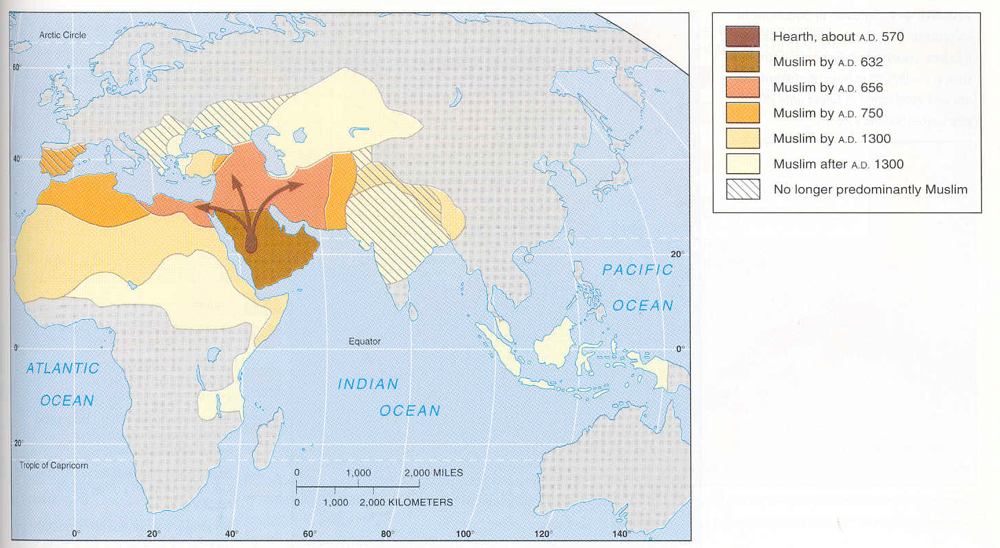 Arctic Circle
60°
40°
20°
PACIFIC
OCEAN
0°
Equator
0°
ATLANTIC
OCEAN
INDIAN
OCEAN
20°
Tropic of Capricorn
0 1,000 2,000 MILES
0 1,000 2,000 KILOMETERS
0° 20° 40° 60° 80° 100° 120° 140°
Hearth, about A.D. 570
Muslim by A.D. 632
Muslim by A.D. 656
Muslim by A.D. 750
Muslim by A.D. 1300
Muslim after A.D. 1300
No longer predominantly Muslim